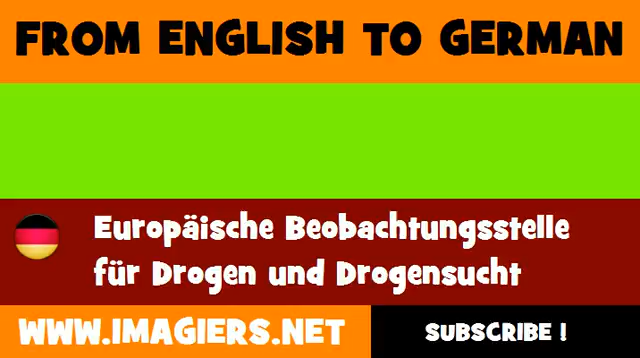 FROM ENGLISH TO GERMAN
Europäische Beobachtungsstelle
für Drogen und Drogensucht
WWW.IMAGIERS.NET
SUBSCRIBE !